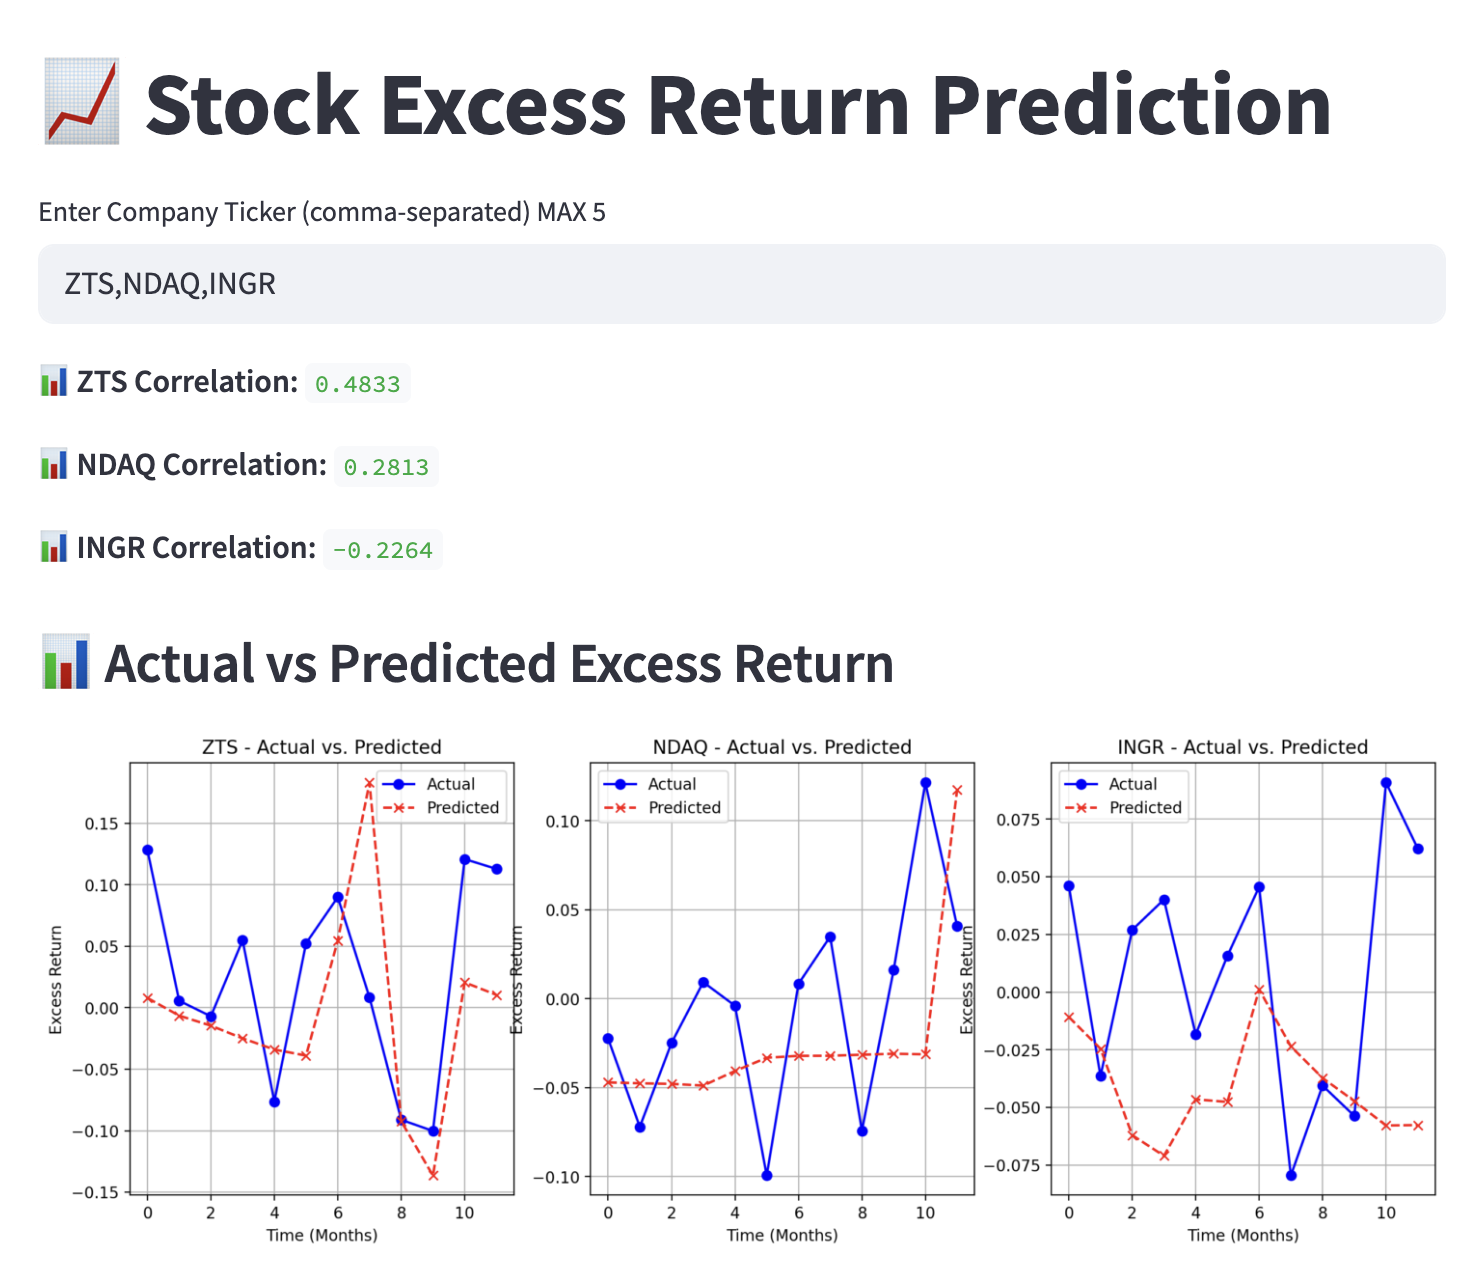 Stock Excess Return Prediction
Enter Company Ticker (comma-separated) MAX 5
ZTS,NDAQ,INGR
ZTS Correlation: 0.4833
NDAQ Correlation: 0.2813
INGR Correlation: -0.2264
Actual vs Predicted Excess Return
ZTS - Actual vs. Predicted
Actual
Predicted
0.15
0.10
0.05
0.00
−0.05
−0.10
−0.15
Excess Return
0 2 4 6 8 10
Time (Months)
NDAQ - Actual vs. Predicted
Actual
Predicted
0.10
0.05
0.00
−0.05
−0.10
Excess Return
0 2 4 6 8 10
Time (Months)
INGR - Actual vs. Predicted
Actual
Predicted
0.075
0.050
0.025
0.000
−0.025
−0.050
−0.075
Excess Return
0 2 4 6 8 10
Time (Months)